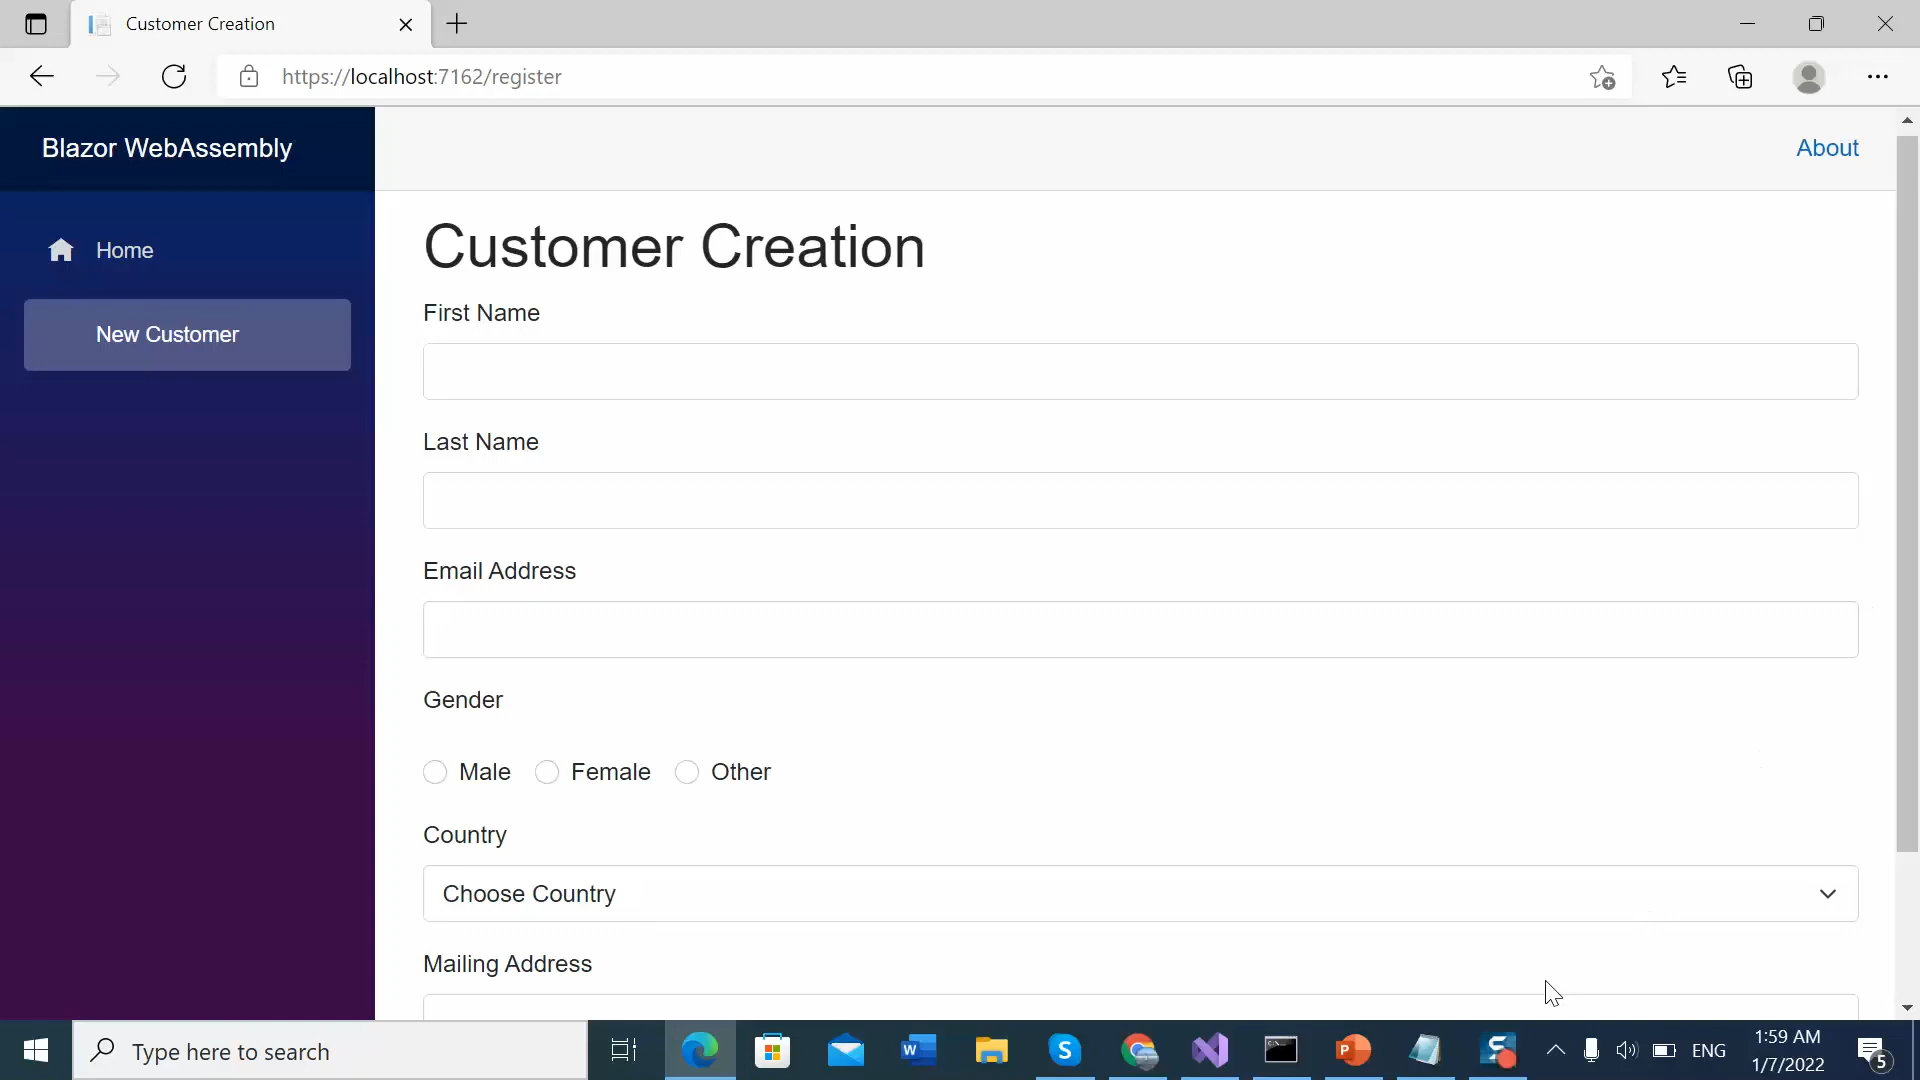 Customer Creation
https://localhost:7162/register
Blazor WebAssembly
About
Home
New Customer
Customer Creation
First Name
Last Name
Email Address
Gender
Male Female Other
Country
Choose Country
Mailing Address
Type here to search
ENG
1:59 AM
1/7/2022
5